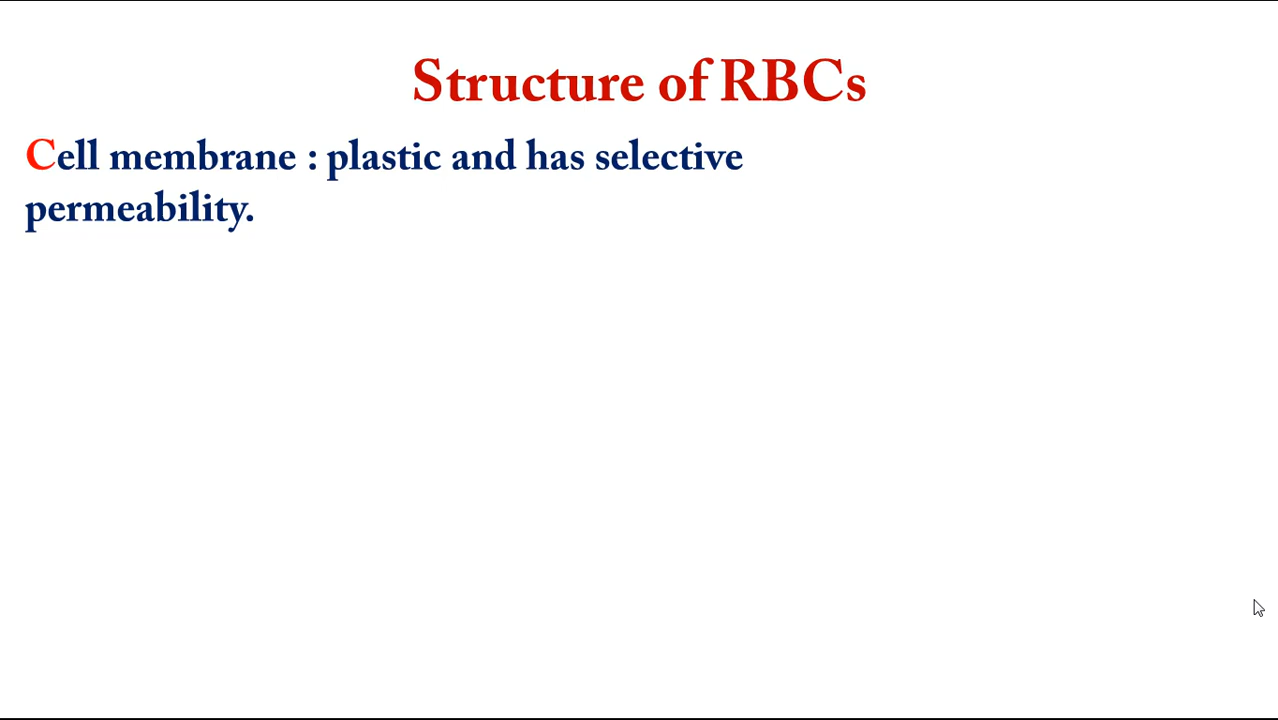 Structure of RBCs
Cell membrane : plastic and has selective
permeability.